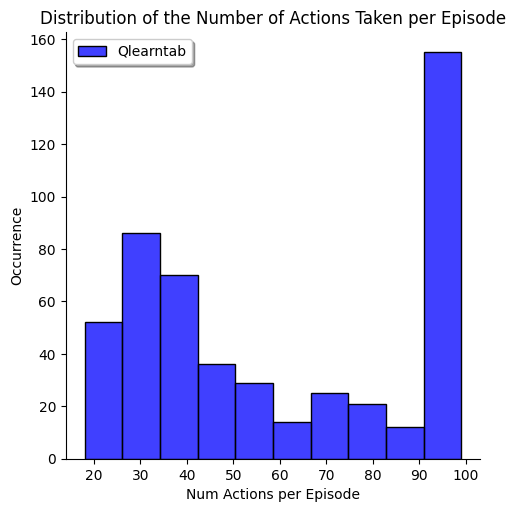 Distribution of the Number of Actions Taken per Episode
Qlearntab
160
140
120
100
80
60
40
20
0
Occurrence
20 30 40 50 60 70 80 90 100
Num Actions per Episode